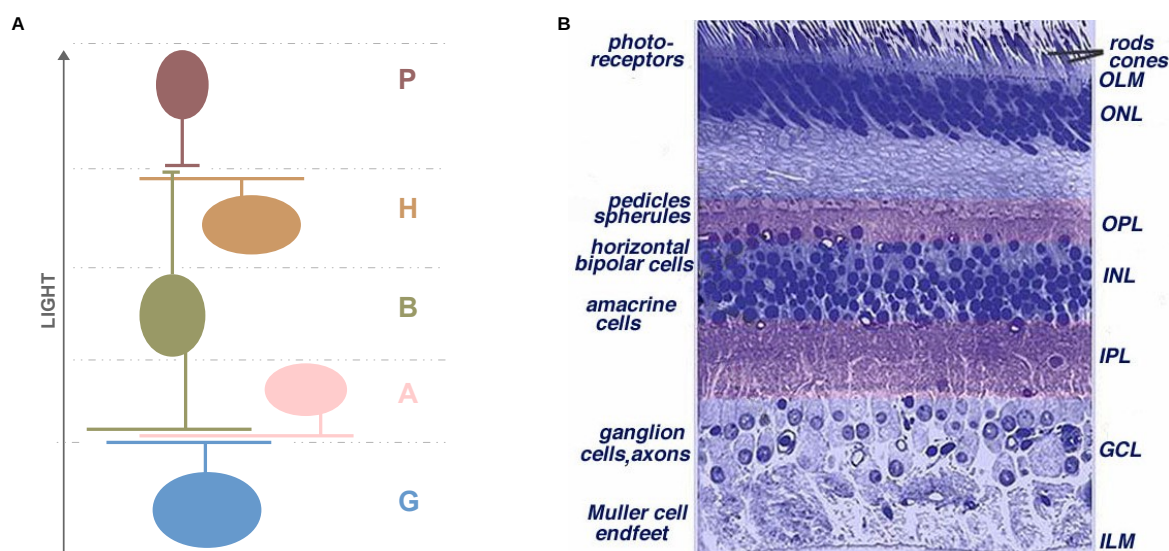 A
P
H
B
A
G
LIGHT
B
photo-
receptors
rods
cones
OLM
ONL
pedicles
spherules
OPL
horizontal
bipolar cells
INL
amacrine
cells
IPL
ganglion
cells,axons
GCL
Muller cell
endfeet
ILM